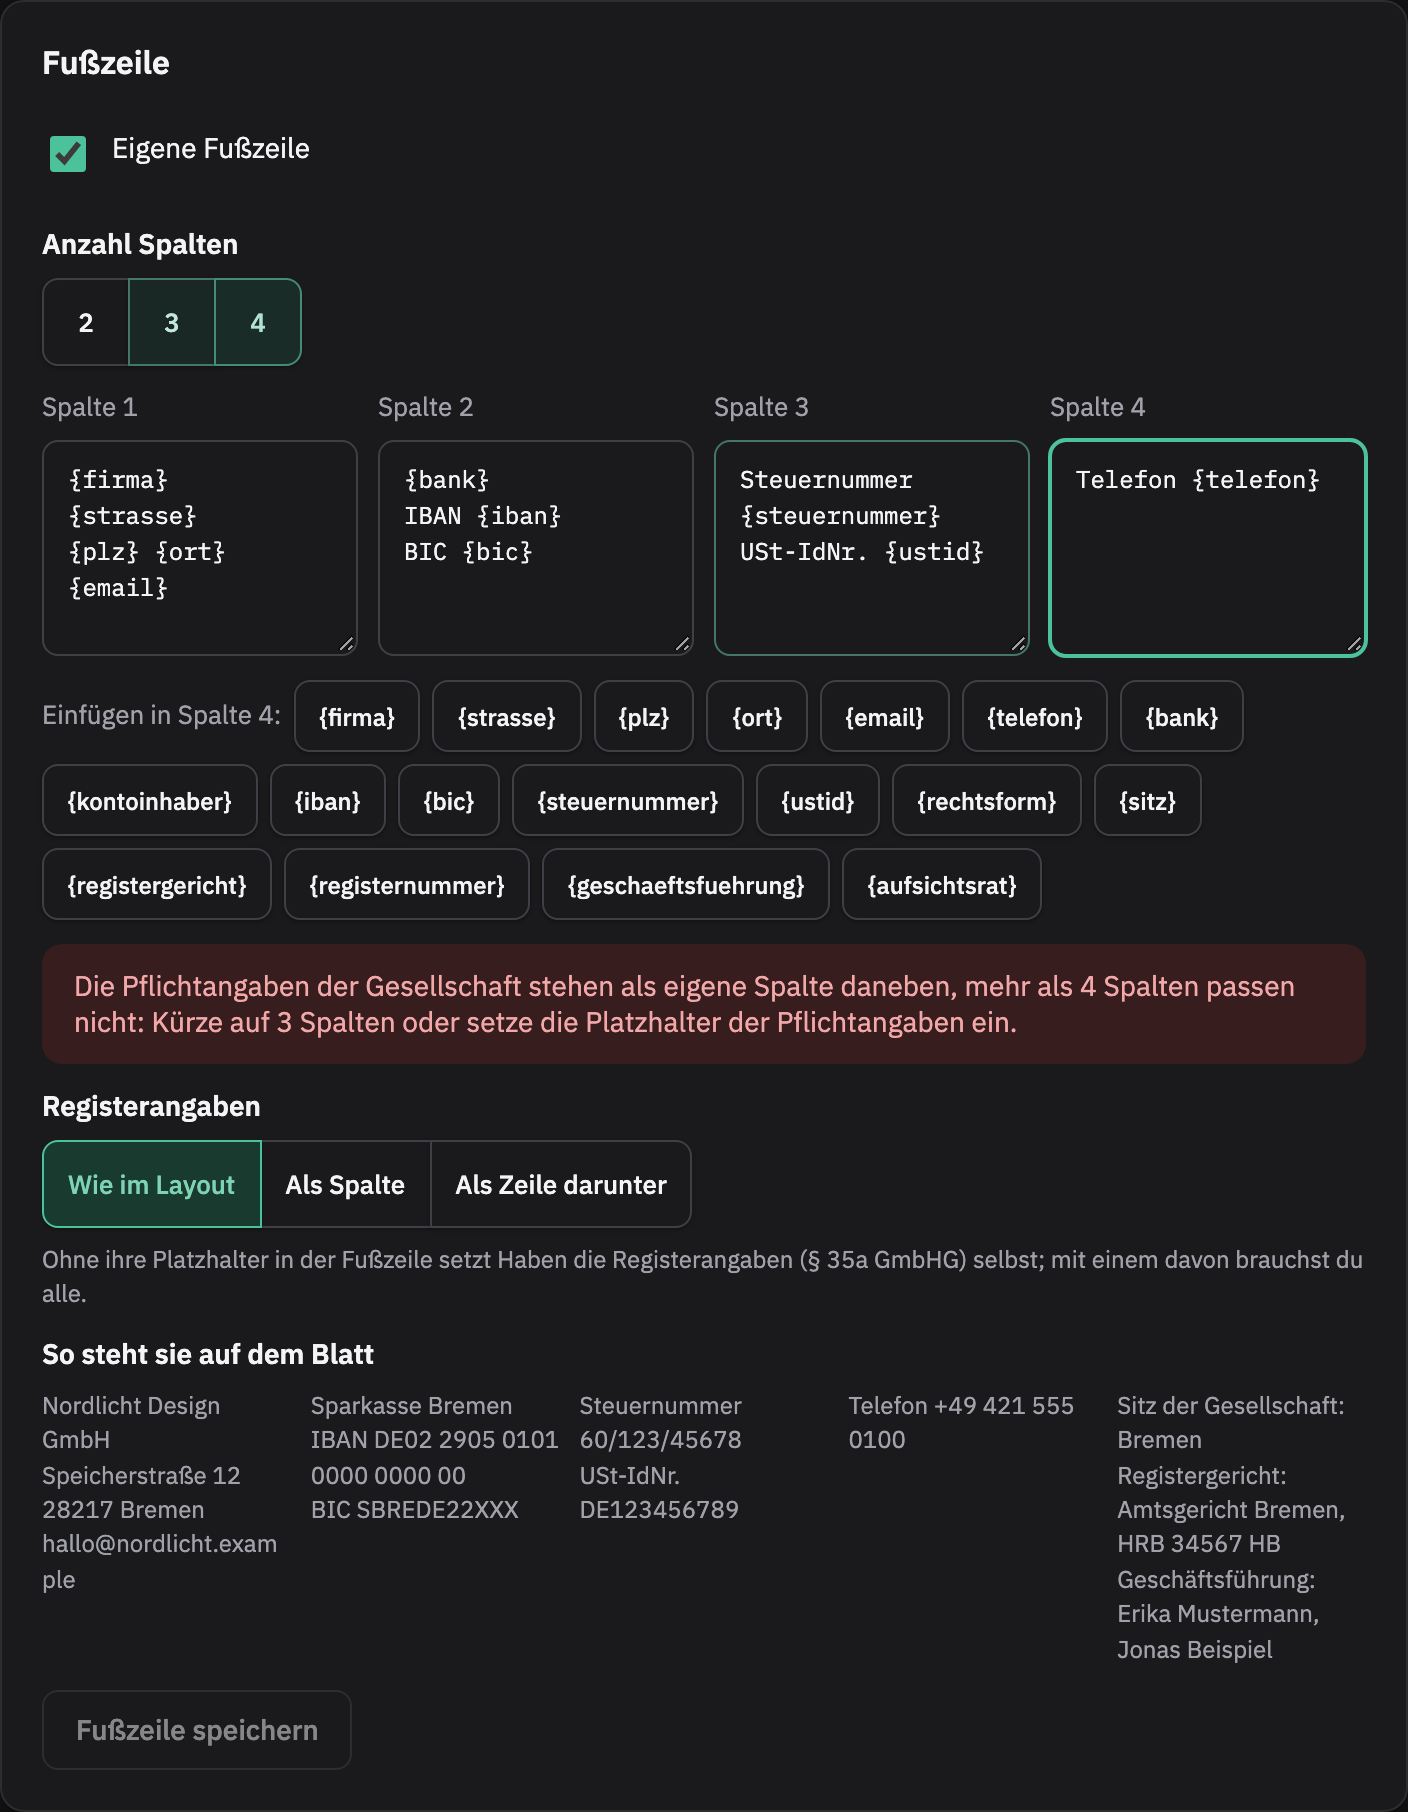 Fußzeile
Eigene Fußzeile
Anzahl Spalten
2 3 4
Spalte 1 Spalte 2 Spalte 3 Spalte 4
{firma}
{strasse}
{plz} {ort}
{email}
{bank}
IBAN {iban}
BIC {bic}
Steuernummer
{steuernummer}
USt-IdNr. {ustid}
Telefon {telefon}
Einfügen in Spalte 4: {firma} {strasse} {plz} {ort} {email} {telefon} {bank}
{kontoinhaber} {iban} {bic} {steuernummer} {ustid} {rechtsform} {sitz}
{registergericht} {registernummer} {geschaeftsfuehrung} {aufsichtsrat}
Die Pflichtangaben der Gesellschaft stehen als eigene Spalte daneben, mehr als 4 Spalten passen
nicht: Kürze auf 3 Spalten oder setze die Platzhalter der Pflichtangaben ein.
Registerangaben
Wie im Layout Als Spalte Als Zeile darunter
Ohne ihre Platzhalter in der Fußzeile setzt Haben die Registerangaben (§ 35a GmbHG) selbst; mit einem davon brauchst du
alle.
So steht sie auf dem Blatt
Nordlicht Design
GmbH
Speicherstraße 12
28217 Bremen
hallo@nordlicht.exam
ple
Sparkasse Bremen
IBAN DE02 2905 0101
0000 0000 00
BIC SBREDE22XXX
Steuernummer
60/123/45678
USt-IdNr.
DE123456789
Telefon +49 421 555
0100
Sitz der Gesellschaft:
Bremen
Registergericht:
Amtsgericht Bremen,
HRB 34567 HB
Geschäftsführung:
Erika Mustermann,
Jonas Beispiel
Fußzeile speichern